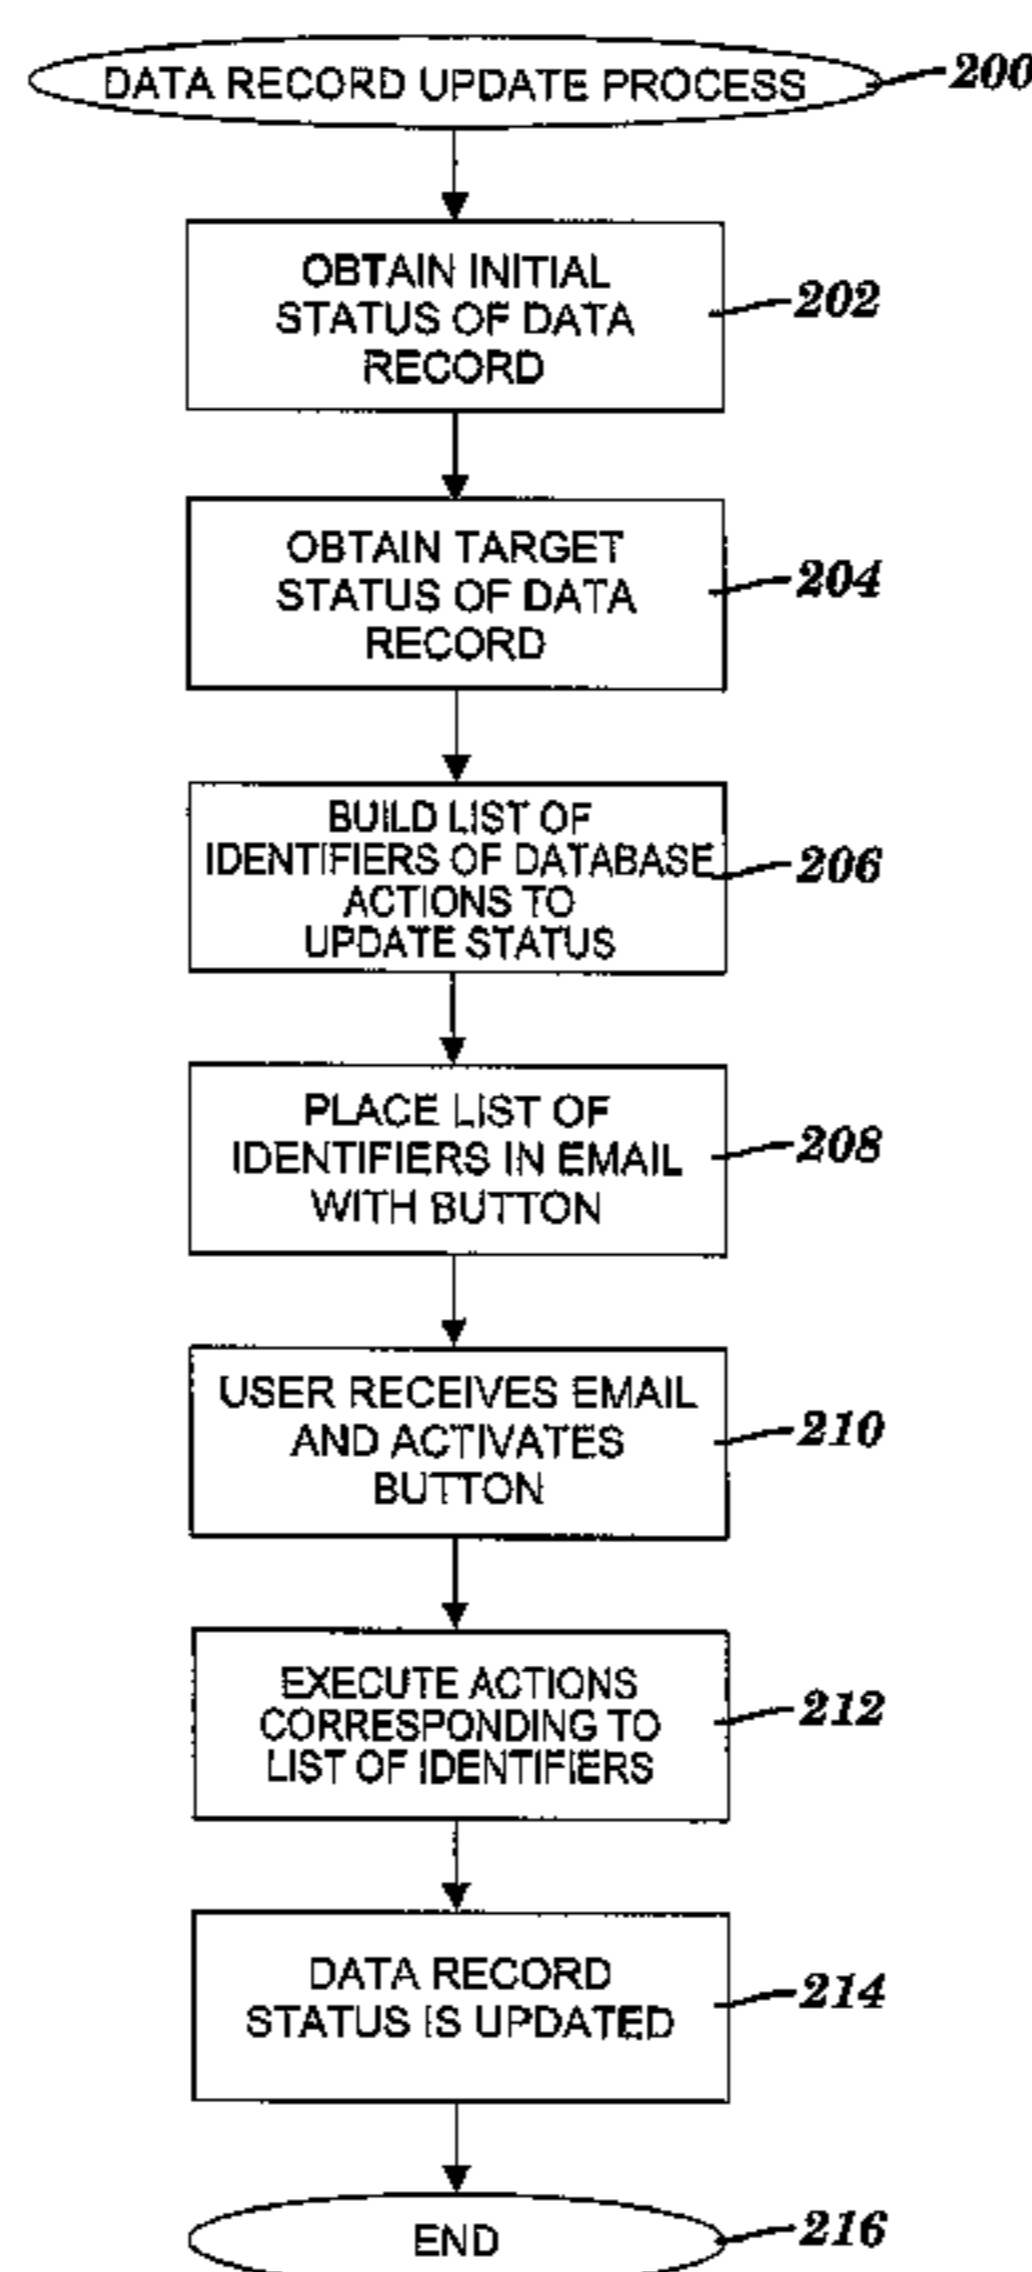 DATA RECORD UPDATE PROCESS
200
OBTAIN INITIAL
STATUS OF DATA
RECORD
202
OBTAIN TARGET
STATUS OF DATA
RECORD
204
BUILD LIST OF
IDENTIFIERS OF DATABASE
ACTIONS TO
UPDATE STATUS
206
PLACE LIST OF
IDENTIFIERS IN EMAIL
WITH BUTTON
208
USER RECEIVES EMAIL
AND ACTIVATES
BUTTON
210
EXECUTE ACTIONS
CORRESPONDING TO
LIST OF IDENTIFIERS
212
DATA RECORD
STATUS IS UPDATED
214
END
216